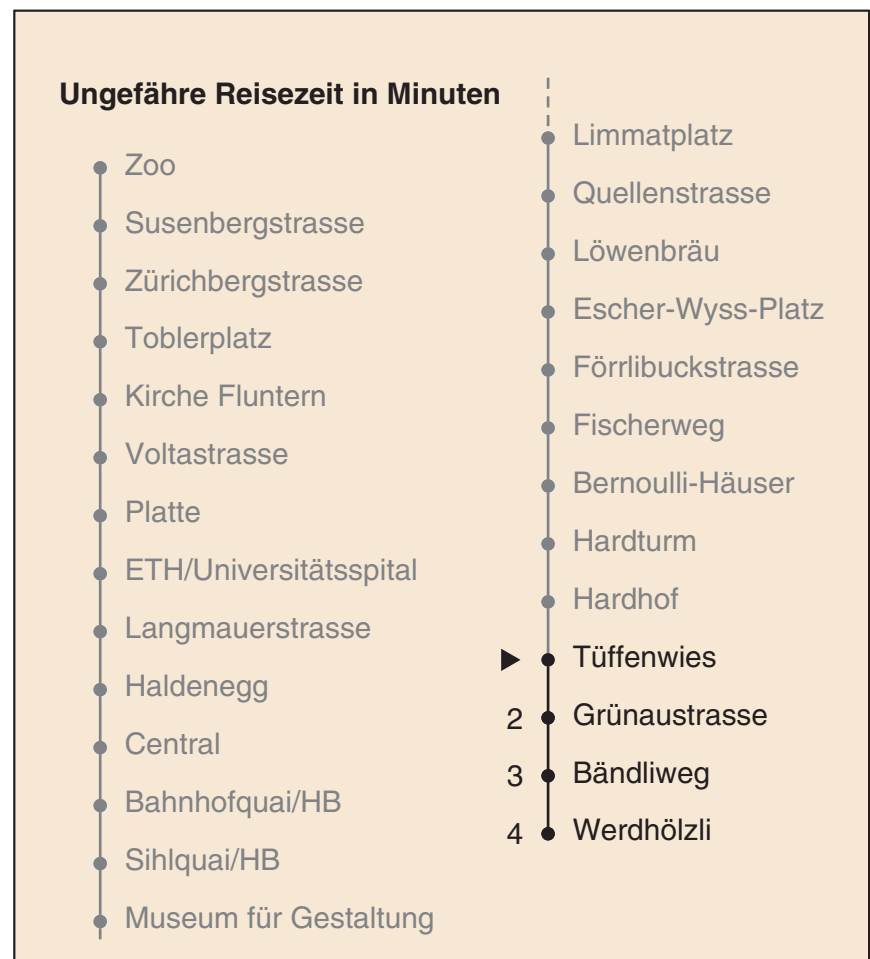 Ungefähre Reisezeit in Minuten
Zoo
Susenbergstrasse
Zürichbergstrasse
Toblerplatz
Kirche Fluntern
Voltastrasse
Platte
ETH/Universitätsspital
Langmauerstrasse
Haldenegg
Central
Bahnhofquai/HB
Sihlquai/HB
Museum für Gestaltung
Limmatplatz
Quellenstrasse
Löwenbräu
Escher-Wyss-Platz
Förrlibuckstrasse
Fischerweg
Bernoulli-Häuser
Hardturm
Hardhof
Tüffenwies
2 Grünaustrasse
3 Bändliweg
4 Werdhölzli